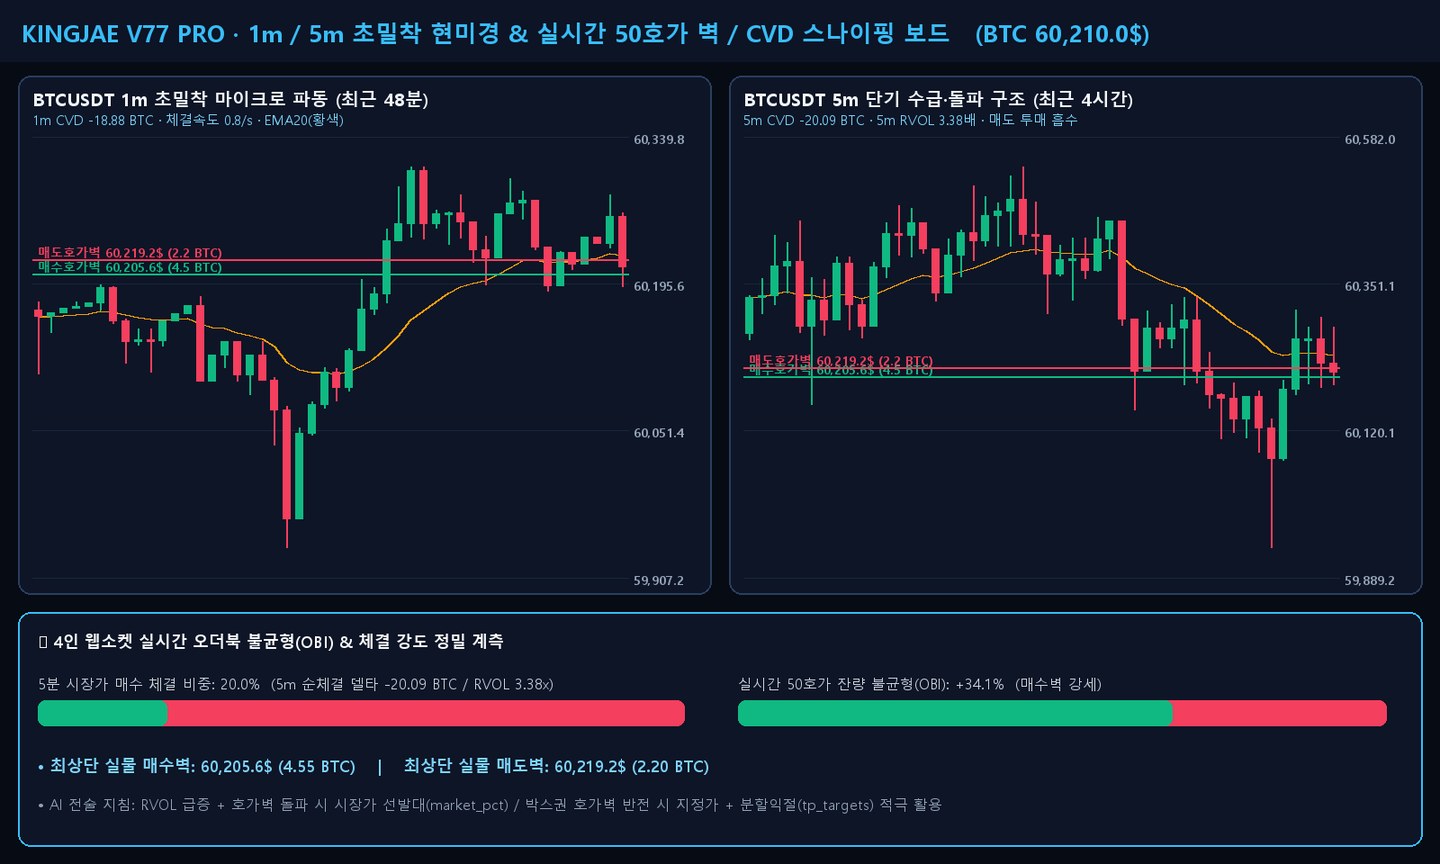 KINGJAE V77 PRO · 1m / 5m 초밀착 현미경 & 실시간 50호가 벽 / CVD 스나이핑 보드 (BTC 60,210.0$)
BTCUSDT 1m 초밀착 마이크로 파동 (최근 48분)
1m CVD -18.88 BTC · 체결속도 0.8/s · EMA20(황색)
60,339.8
매도호가벽 60,219.2$ (2.2 BTC)
매수호가벽 60,205.6$ (4.5 BTC)
60,195.6
60,051.4
59,907.2
BTCUSDT 5m 단기 수급·돌파 구조 (최근 4시간)
5m CVD -20.09 BTC · 5m RVOL 3.38배 · 매도 투매 흡수
60,582.0
60,351.1
매도호가벽 60,219.2$ (2.2 BTC)
매수호가벽 60,205.6$ (4.5 BTC)
60,120.1
59,889.2
4인 웹소켓 실시간 오더북 불균형(OBI) & 체결 강도 정밀 계측
5분 시장가 매수 체결 비중: 20.0% (5m 순체결 델타 -20.09 BTC / RVOL 3.38x)
실시간 50호가 잔량 불균형(OBI): +34.1% (매수벽 강세)
• 최상단 실물 매수벽: 60,205.6$ (4.55 BTC) | 최상단 실물 매도벽: 60,219.2$ (2.20 BTC)
• AI 전술 지침: RVOL 급증 + 호가벽 돌파 시 시장가 선발대(market_pct) / 박스권 호가벽 반전 시 지정가 + 분할익절(tp_targets) 적극 활용